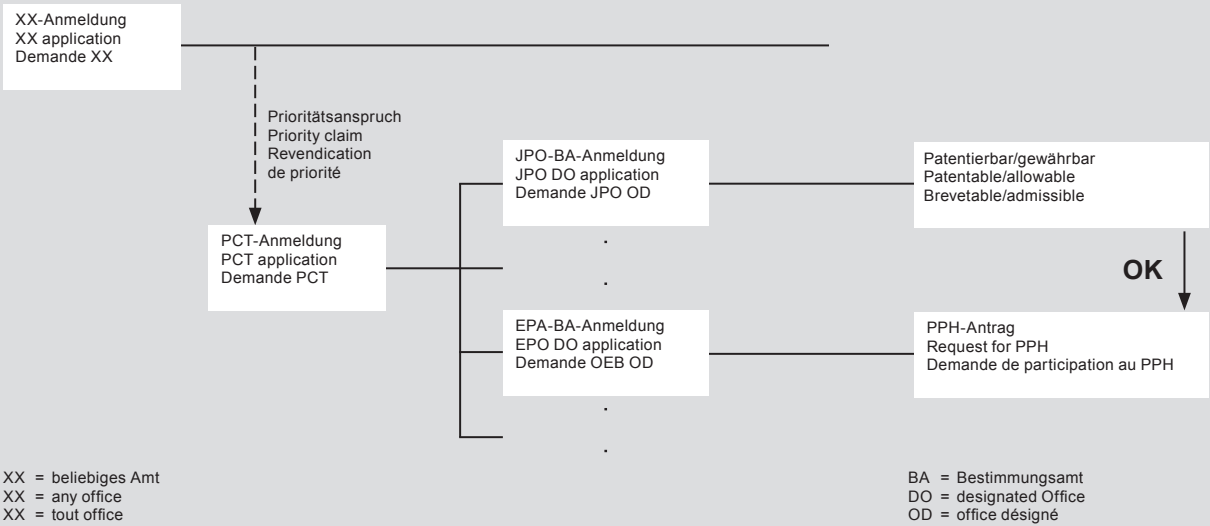 XX-Anmeldung
XX application
Demande XX
Prioritätsanspruch
Priority claim
Revendication
de priorité
JPO-BA-Anmeldung
JPO DO application
Demande JPO OD
Patentierbar/gewährbar
Patentable/allowable
Brevetable/admissible
PCT-Anmeldung
PCT application
Demande PCT
.
.
OK
EPA-BA-Anmeldung
EPO DO application
Demande OEB OD
PPH-Antrag
Request for PPH
Demande de participation au PPH
.
.
XX = beliebiges Amt
XX = any office
XX = tout office
BA = Bestimmungsamt
DO = designated Office
OD = office désigné